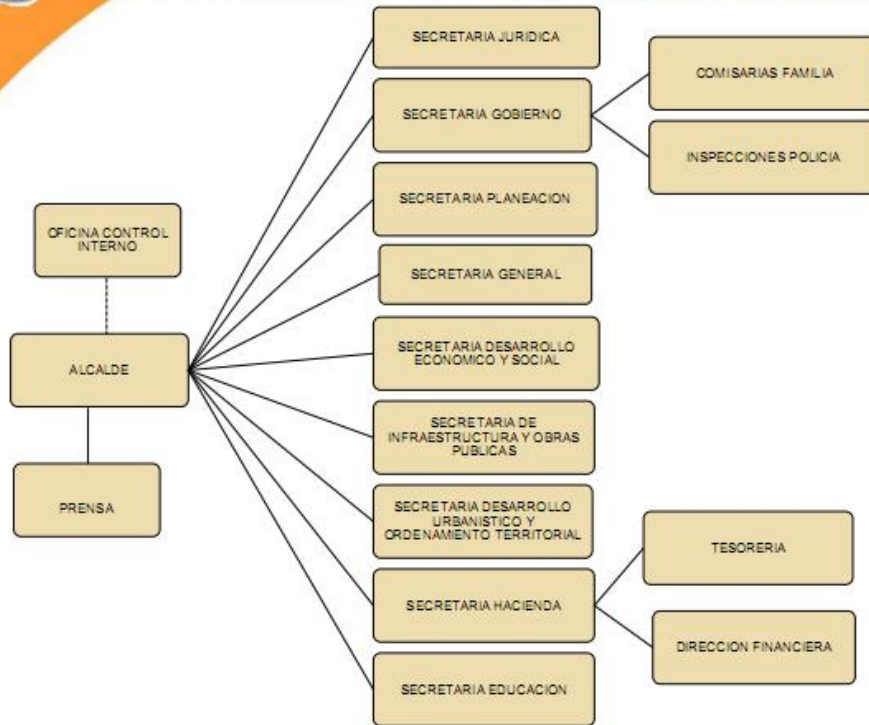 SECRETARIA JURIDICA
SECRETARIA GOBIERNO
COMISARIAS FAMILIA
INSPECCIONES POLICIA
SECRETARIA PLANEACION
OFICINA CONTROL
INTERNO
SECRETARIA GENERAL
SECRETARIA DESARROLLO
ECONOMICO Y SOCIAL
ALCALDE
SECRETARIA DE
INFRAESTRUCTURA Y OBRAS
PUBLICAS
PRENSA
SECRETARIA DESARROLLO
URBANISTICO Y
ORDENAMIENTO TERRITORIAL
TESORERIA
SECRETARIA HACIENDA
DIRECCION FINANCIERA
SECRETARIA EDUCACION